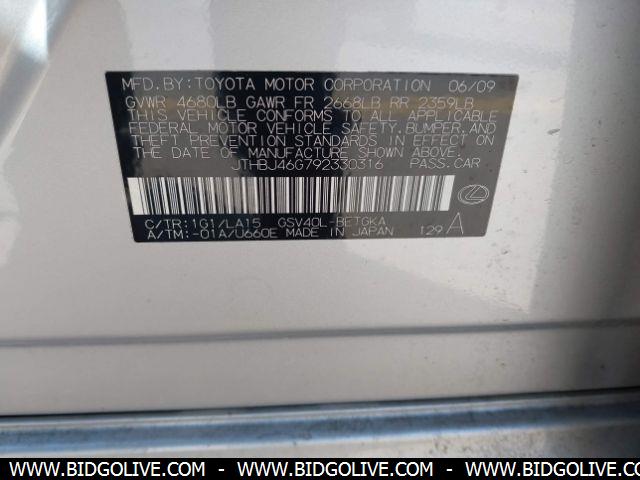 MFD. BY: TOYOTA MOTOR CORPORATION 06/09
GVWR 4680LB GAWR FR 2668LB RR 2359LB
THIS VEHICLE CONFORMS TO ALL APPLICABLE
FEDERAL MOTOR VEHICLE SAFETY, BUMPER, AND
THEFT PREVENTION STANDARDS IN EFFECT ON
THE DATE OF MANUFACTURE SHOWN ABOVE.
JTHBJ46G792330316 PASS. CAR
C/TR: 1G1/LA15 GSV40L-BETGKA
A/TM: -01A/U660E MADE IN JAPAN 129 A
WWW.BIDGOLIVE.COM - WWW.BIDGOLIVE.COM - WWW.BIDGOLIVE.COM